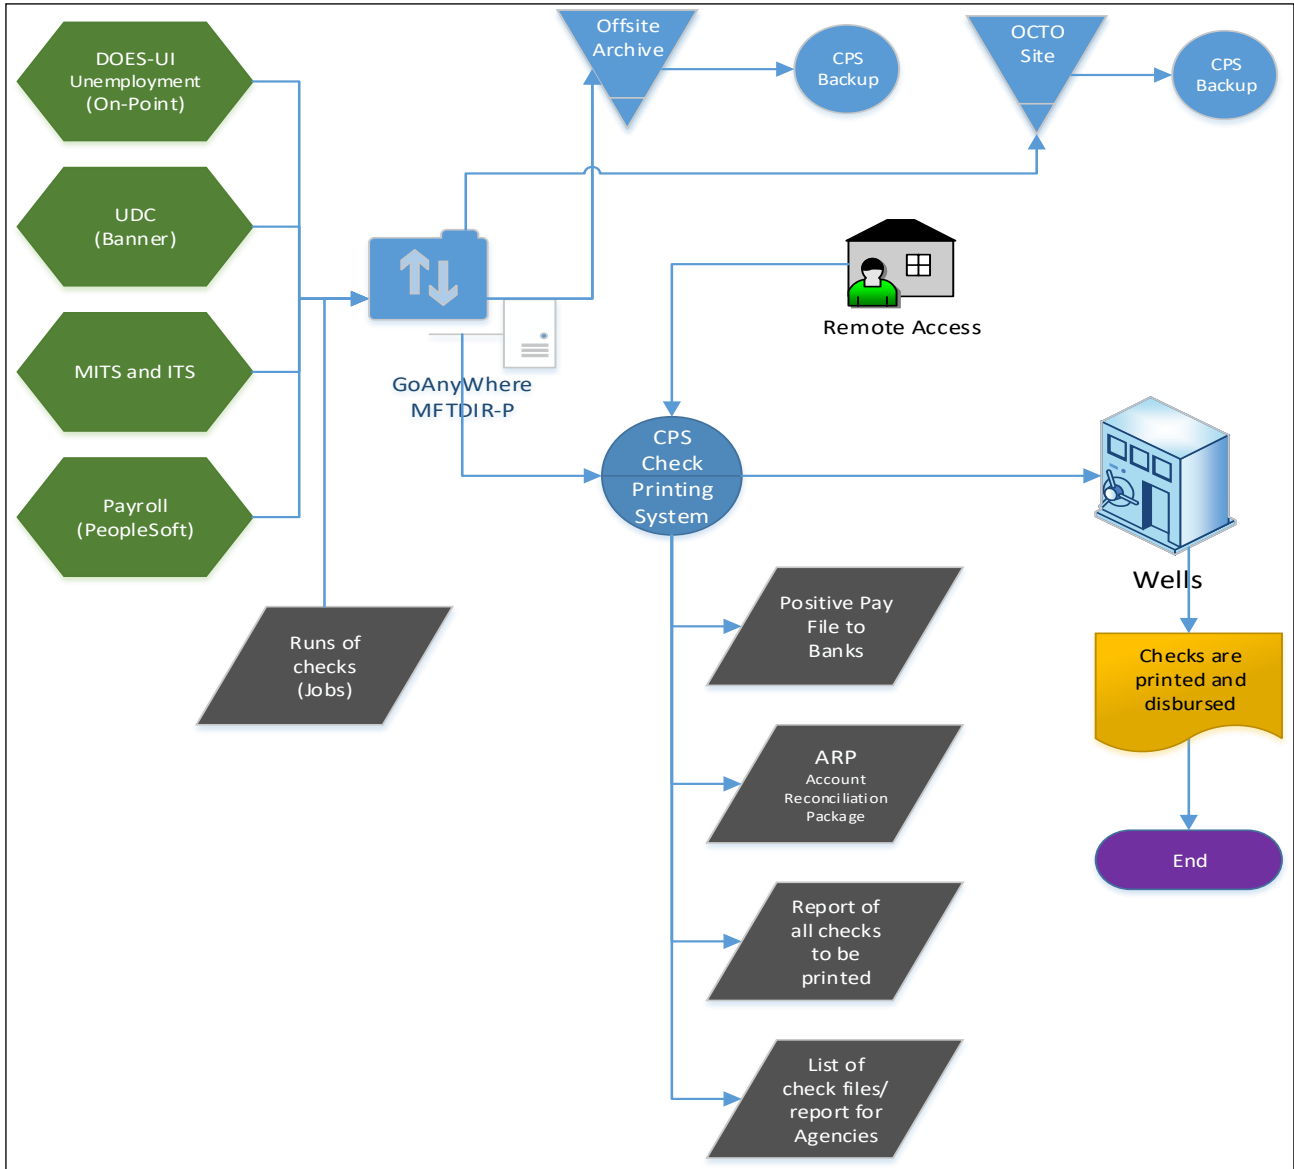 DOES-UI
Unemployment
(On-Point)
UDC
(Banner)
MITS and ITS
Payroll
(PeopleSoft)
Runs of
checks
(Jobs)
GoAnyWhere
MFTDIR-P
Offsite
Archive
CPS
Backup
OCTO
Site
CPS
Backup
Remote Access
CPS
Check
Printing
System
Wells
Positive Pay
File to
Banks
ARP
Account
Reconciliation
Package
Report of
all checks
to be
printed
List of
check files/
report for
Agencies
Checks are
printed and
disbursed
End